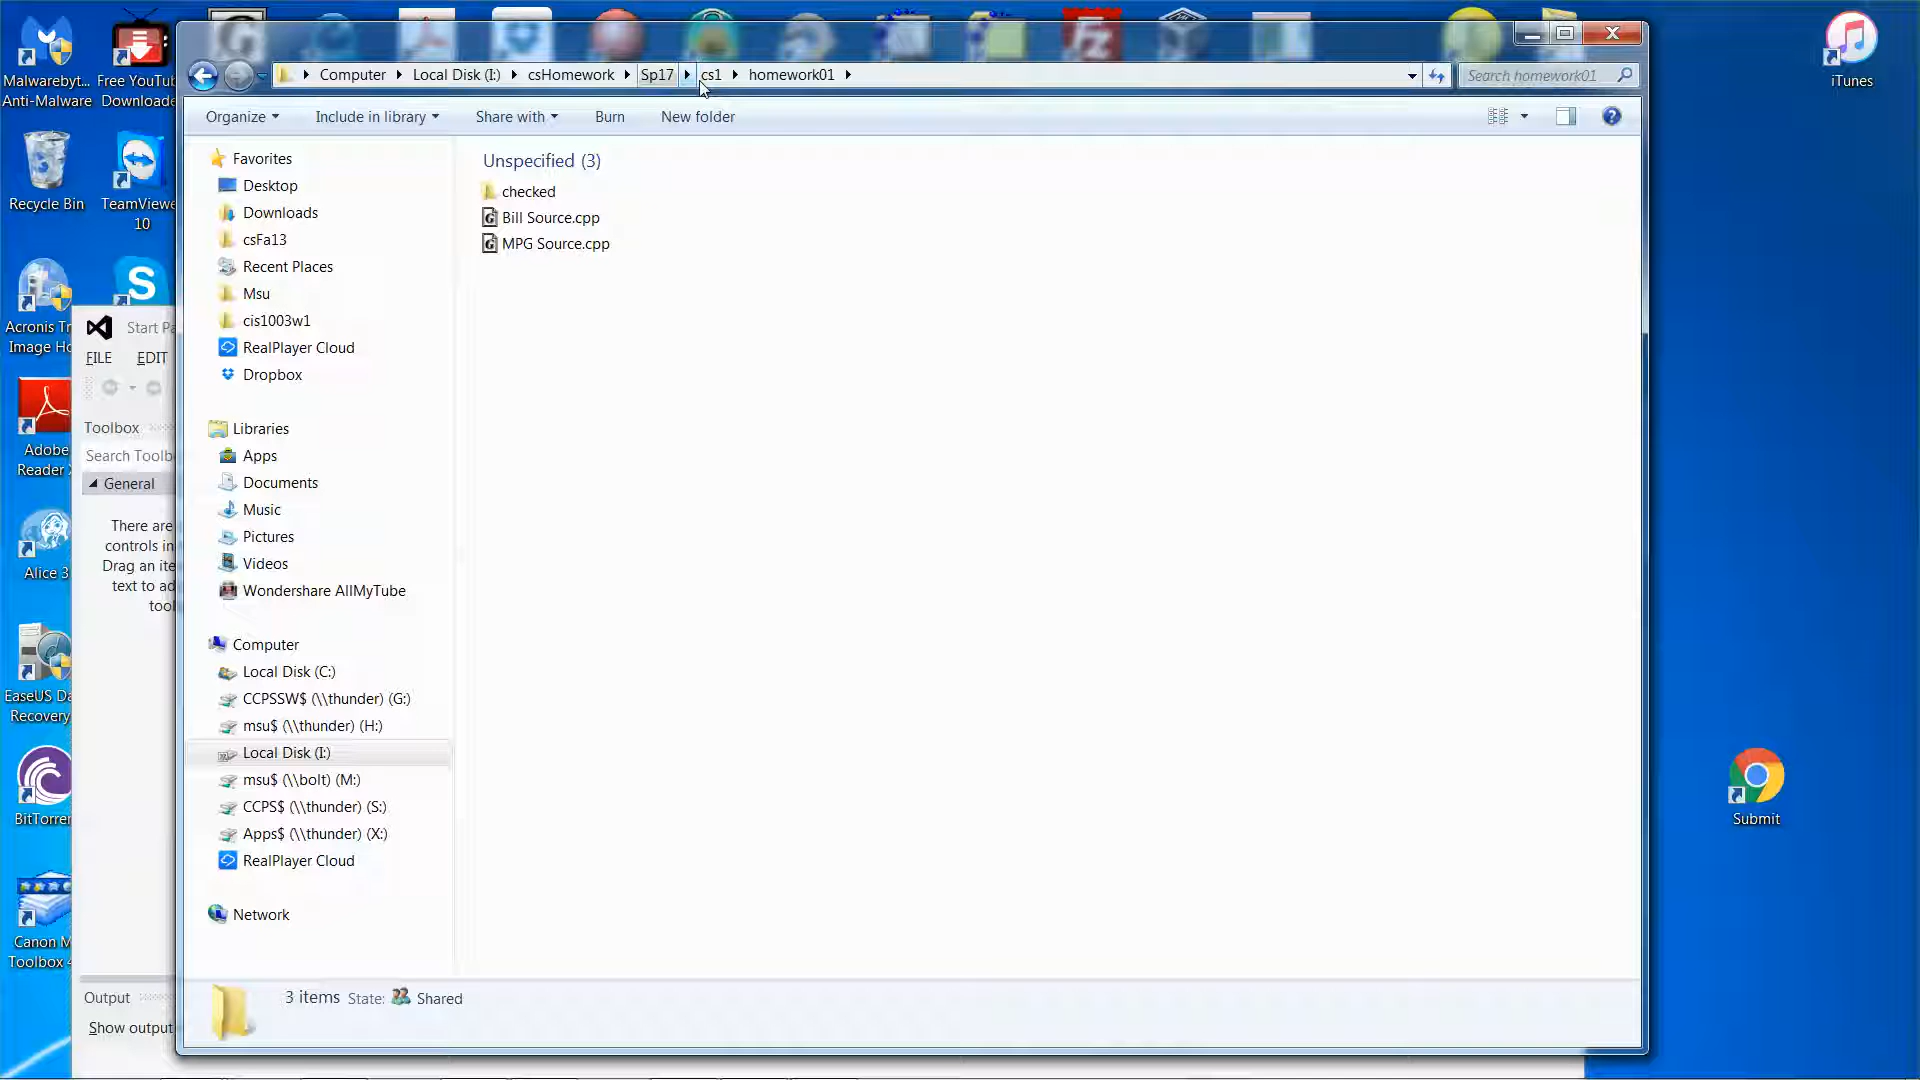 Malwarebyt...
Anti-Malware
Free YouTub
Downloade
iTunes
Computer
Local Disk (I:)
csHomework
Sp17
cs1
homework01
Search homework01
Organize
Include in library
Share with
Burn
New folder
Recycle Bin
TeamViewe
10
Favorites
Desktop
Downloads
csFa13
Recent Places
Msu
cis1003w1
RealPlayer Cloud
Dropbox
Unspecified (3)
checked
Bill Source.cpp
MPG Source.cpp
Acronis Tr
Image Ho
Start Pa
FILE
EDIT
Toolbox
Search Toolb
General
There are
controls in
Drag an ite
text to ad
tool
Adobe
Reader X
Alice 3
EaseUS Da
Recovery
BitTorrer
Canon M
Toolbox 4
Libraries
Apps
Documents
Music
Pictures
Videos
Wondershare AllMyTube
Computer
Local Disk (C:)
CCPSSW$ (\\thunder) (G:)
msu$ (\\thunder) (H:)
Local Disk (I:)
msu$ (\\bolt) (M:)
CCPS$ (\\thunder) (S:)
Apps$ (\\thunder) (X:)
RealPlayer Cloud
Network
Submit
Output
Show output
3 items State: Shared